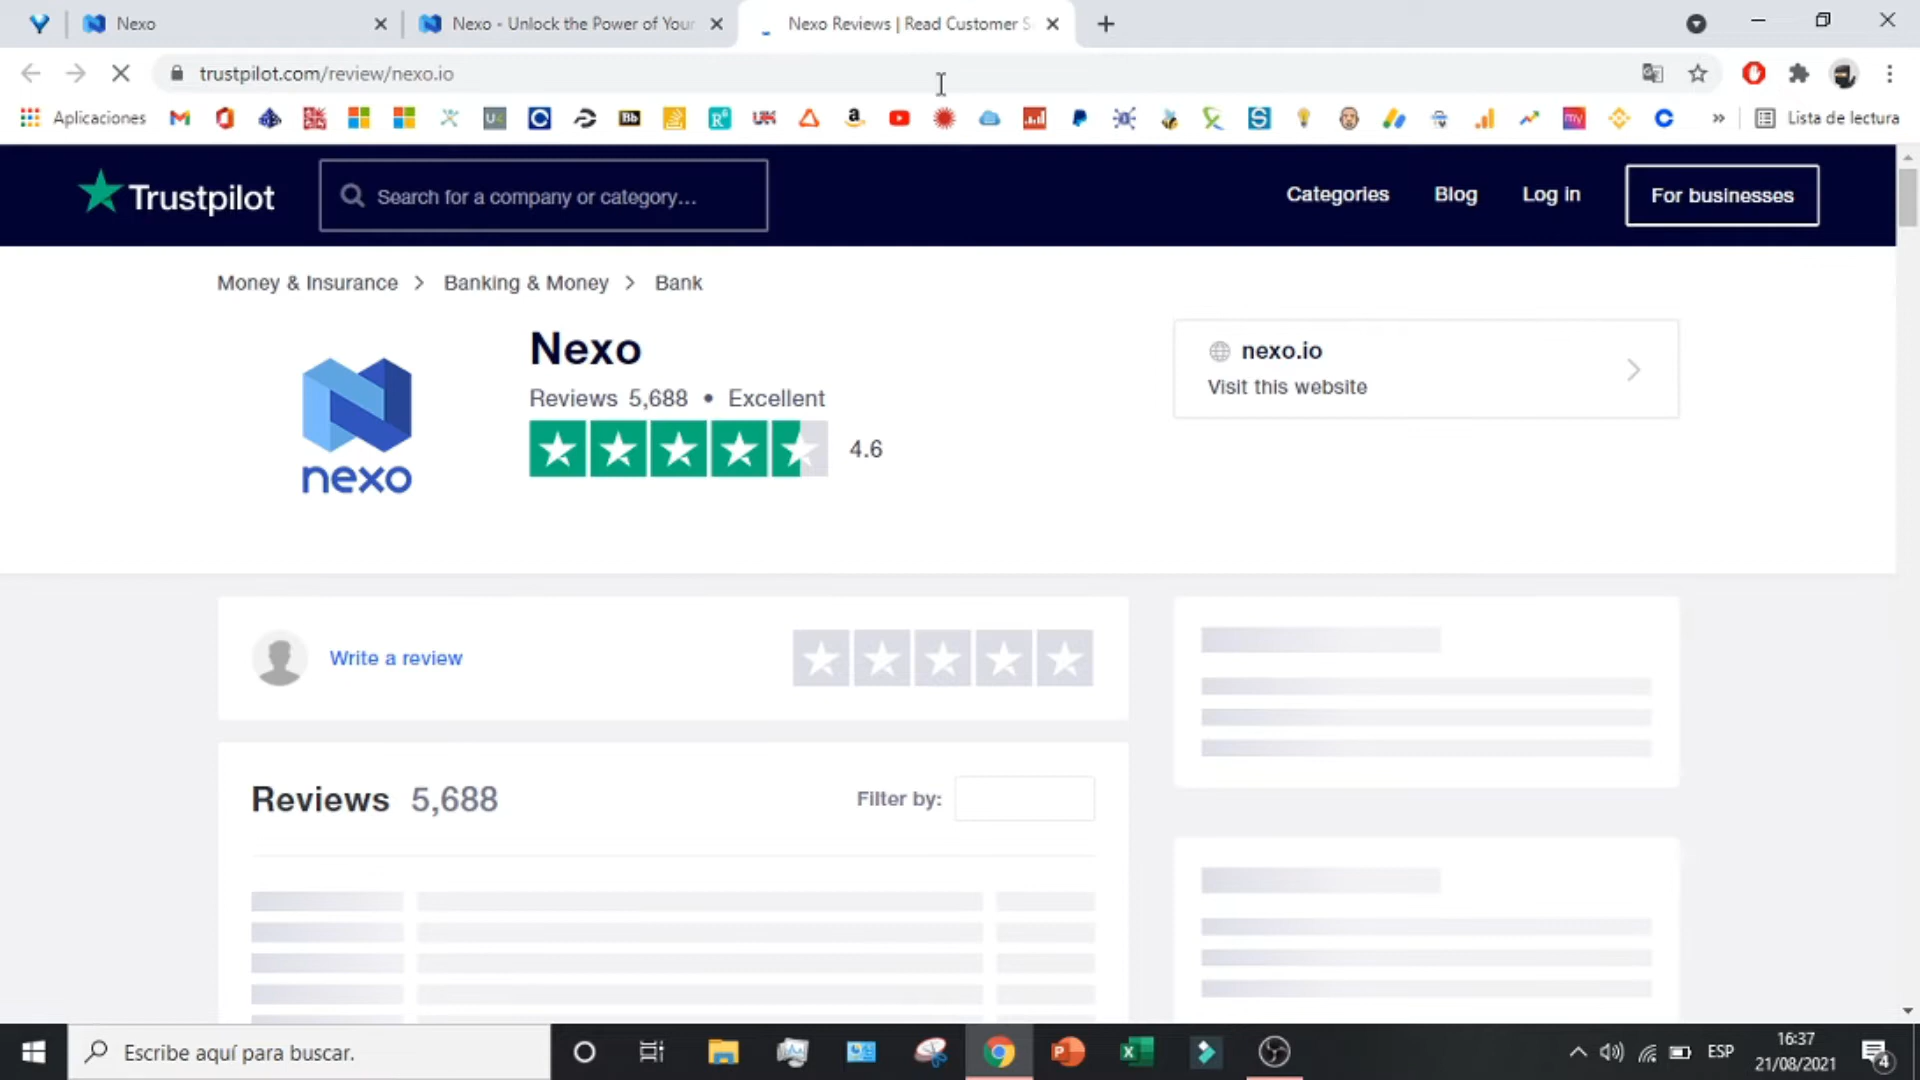 Nexo
Nexo - Unlock the Power of Your
Nexo Reviews | Read Customer S
trustpilot.com/review/nexo.io
Aplicaciones
Bb
my
Lista de lectura
Trustpilot
Search for a company or category...
Categories
Blog
Log in
For businesses
Money & Insurance > Banking & Money > Bank
nexo
Nexo
Reviews 5,688 • Excellent
4.6
nexo.io
Visit this website
Write a review
Reviews 5,688
Filter by:
Escribe aquí para buscar.
ESP
16:37
21/08/2021
4